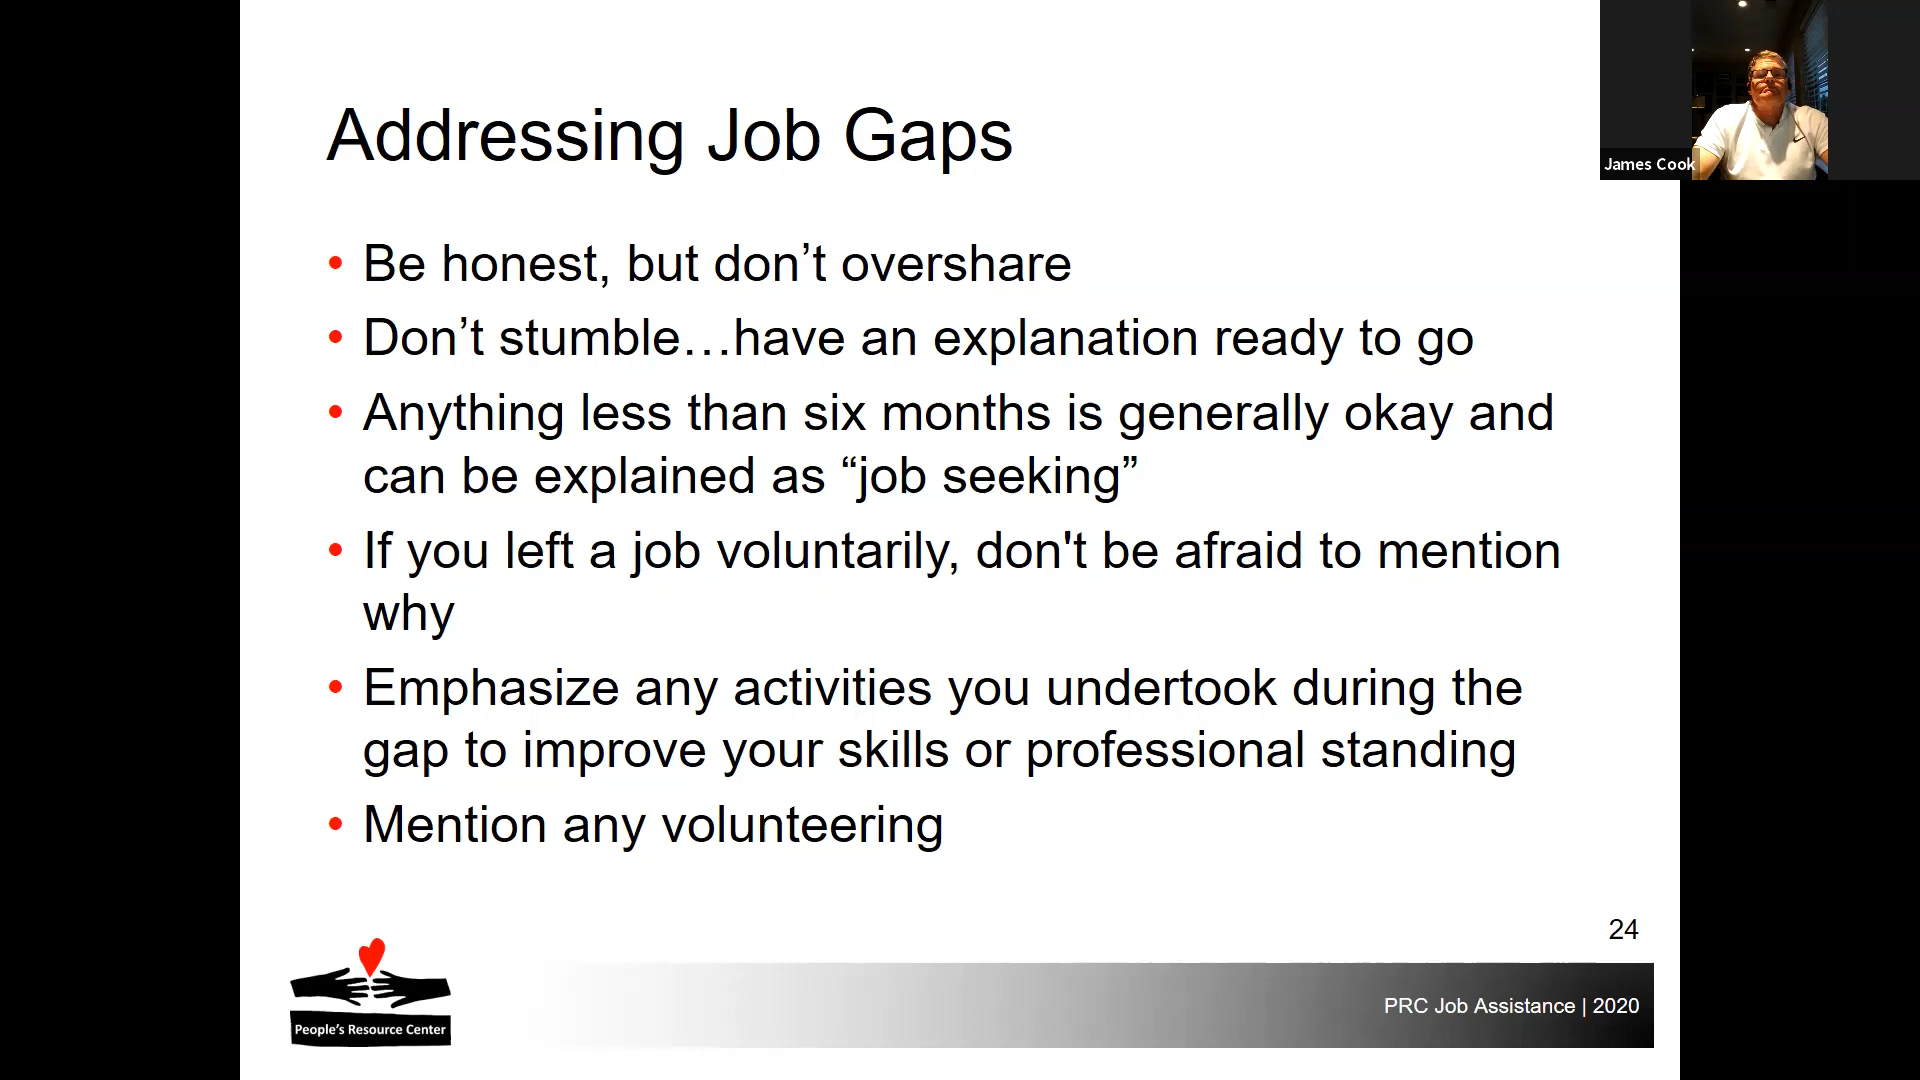 Addressing Job Gaps
James Cook
• Be honest, but don’t overshare
• Don’t stumble…have an explanation ready to go
• Anything less than six months is generally okay and
can be explained as “job seeking”
• If you left a job voluntarily, don't be afraid to mention
why
• Emphasize any activities you undertook during the
gap to improve your skills or professional standing
• Mention any volunteering
24
People’s Resource Center
PRC Job Assistance | 2020